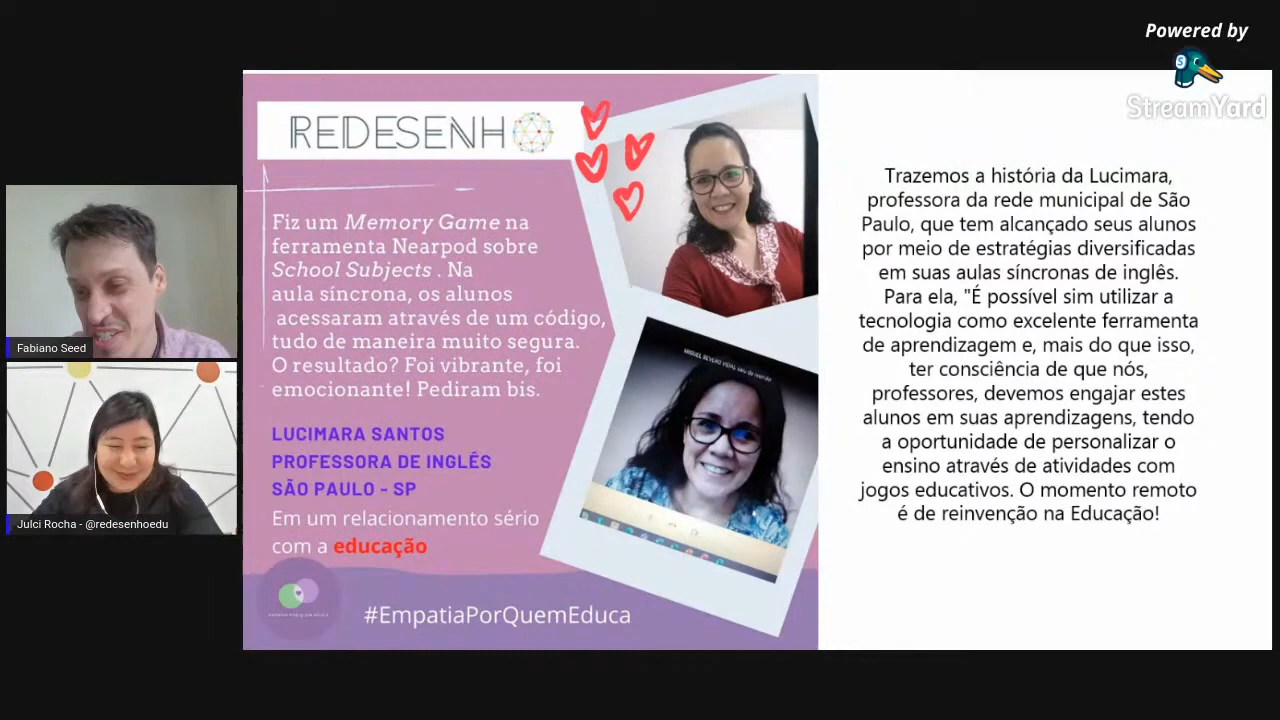 Powered by
StreamYard
REDESENHO
Fiz um Memory Game na
ferramenta Nearpod sobre
School Subjects . Na
aula síncrona, os alunos
acessaram através de um código,
tudo de maneira muito segura.
O resultado? Foi vibrante, foi
emocionante! Pediram bis.
LUCIMARA SANTOS
PROFESSORA DE INGLÊS
SÃO PAULO - SP
Em um relacionamento sério
com a educação
#EmpatiaPorQuemEduca
Trazemos a história da Lucimara,
professora da rede municipal de São
Paulo, que tem alcançado seus alunos
por meio de estratégias diversificadas
em suas aulas síncronas de inglês.
Para ela, "É possível sim utilizar a
tecnologia como excelente ferramenta
de aprendizagem e, mais do que isso,
ter consciência de que nós,
professores, devemos engajar estes
alunos em suas aprendizagens, tendo
a oportunidade de personalizar o
ensino através de atividades com
jogos educativos. O momento remoto
é de reinvenção na Educação!
Fabiano Seed
Julci Rocha - @redesenhoedu